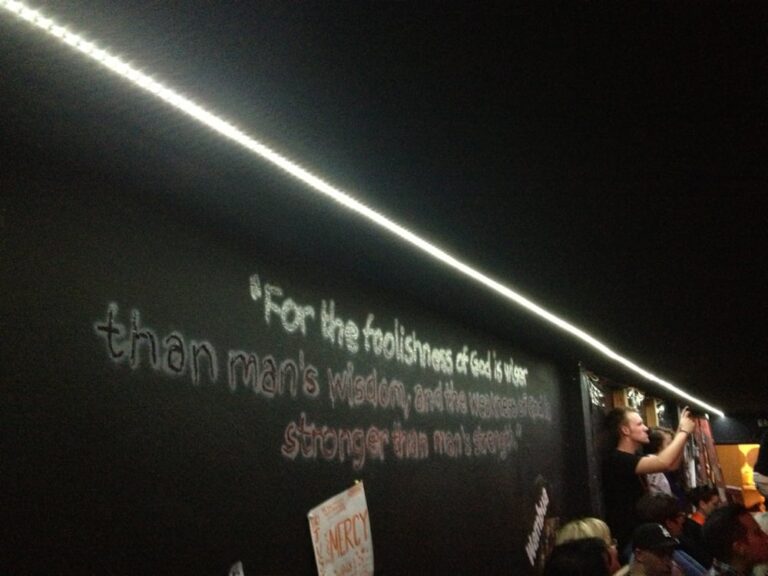 "For the foolishness of God is wiser
than man's wisdom, and the weakness of God is
stronger than man's strength."
MERCY